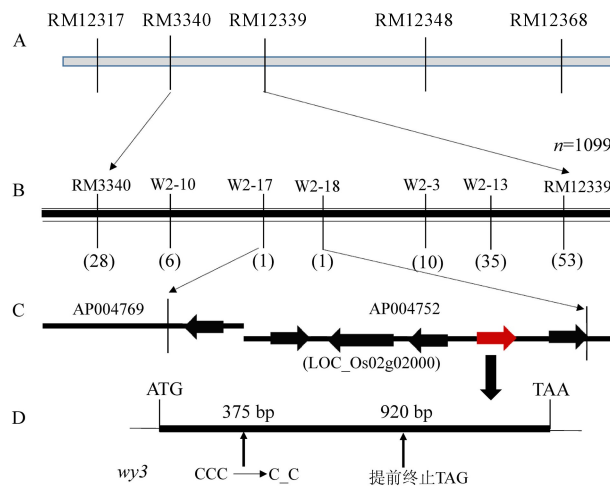 RM12317 RM3340 RM12339 RM12348 RM12368
A
n=1099
RM3340 W2-10 W2-17 W2-18 W2-3 W2-13 RM12339
B
(28) (6) (1) (1) (10) (35) (53)
AP004769 AP004752
C
(LOC_Os02g02000)
ATG TAA
375 bp 920 bp
D
wy3 CCC C_C 提前终止TAG